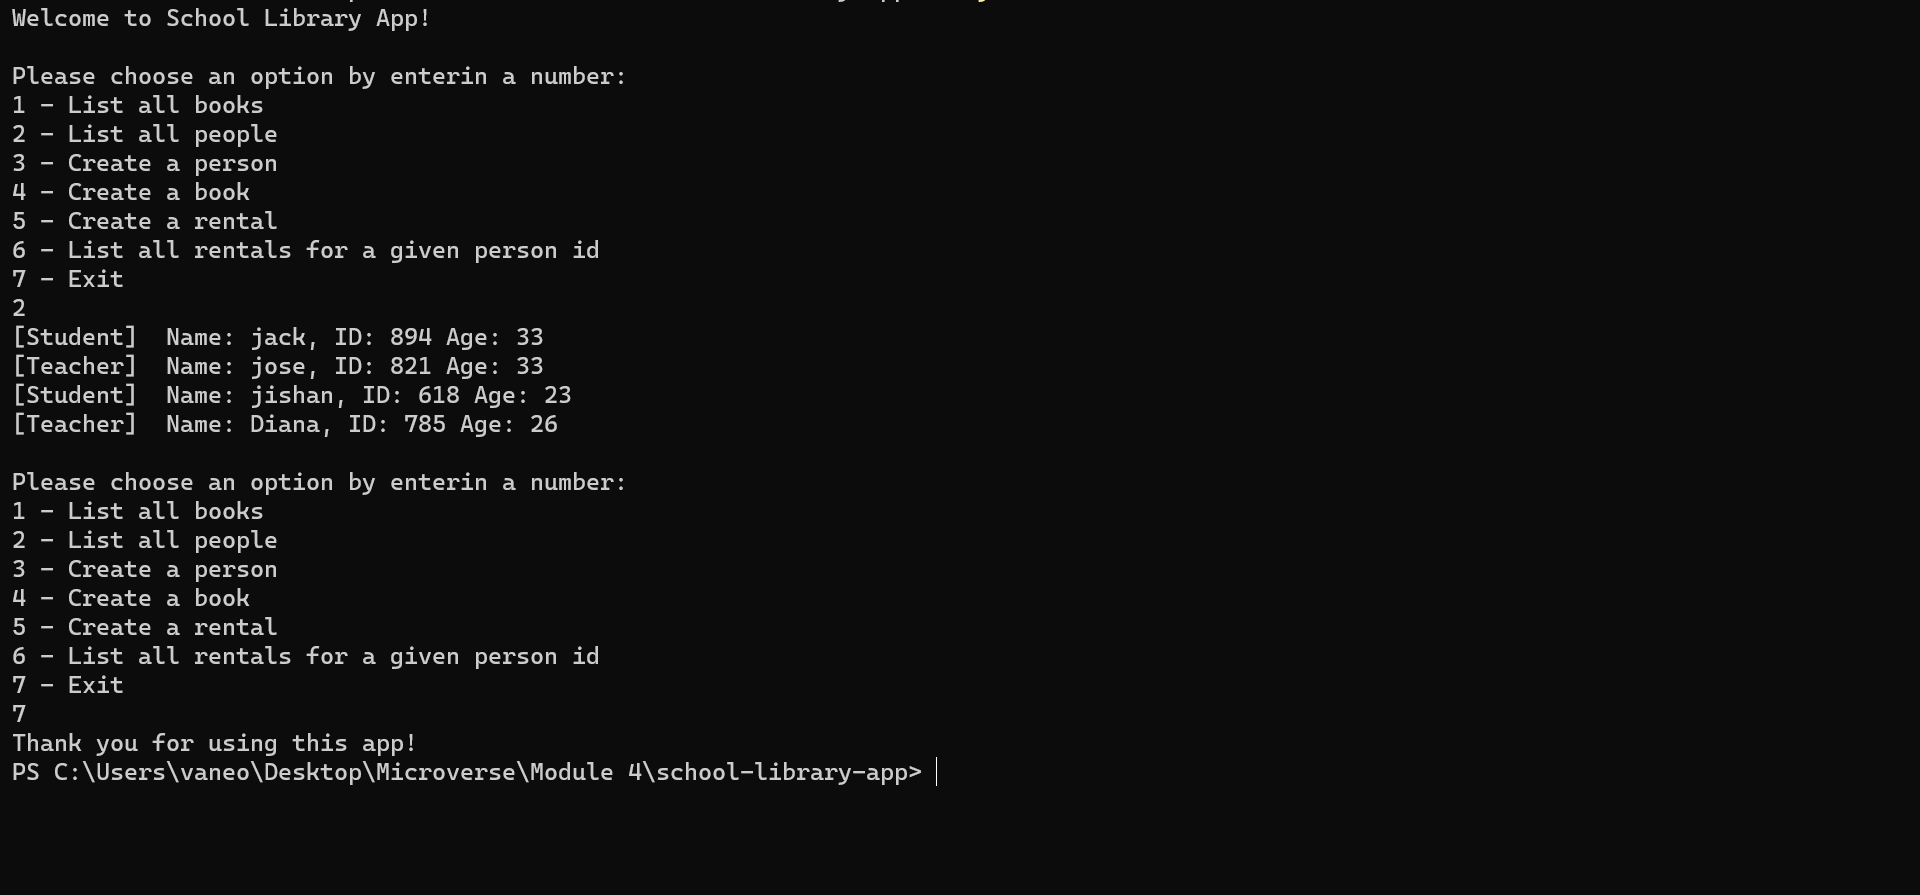 Welcome to School Library App!
Please choose an option by enterin a number:
1 - List all books
2 - List all people
3 - Create a person
4 - Create a book
5 - Create a rental
6 - List all rentals for a given person id
7 - Exit
2
[Student]  Name: jack, ID: 894 Age: 33
[Teacher]  Name: jose, ID: 821 Age: 33
[Student]  Name: jishan, ID: 618 Age: 23
[Teacher]  Name: Diana, ID: 785 Age: 26
Please choose an option by enterin a number:
1 - List all books
2 - List all people
3 - Create a person
4 - Create a book
5 - Create a rental
6 - List all rentals for a given person id
7 - Exit
7
Thank you for using this app!
PS C:\Users\vaneo\Desktop\Microverse\Module 4\school-library-app>